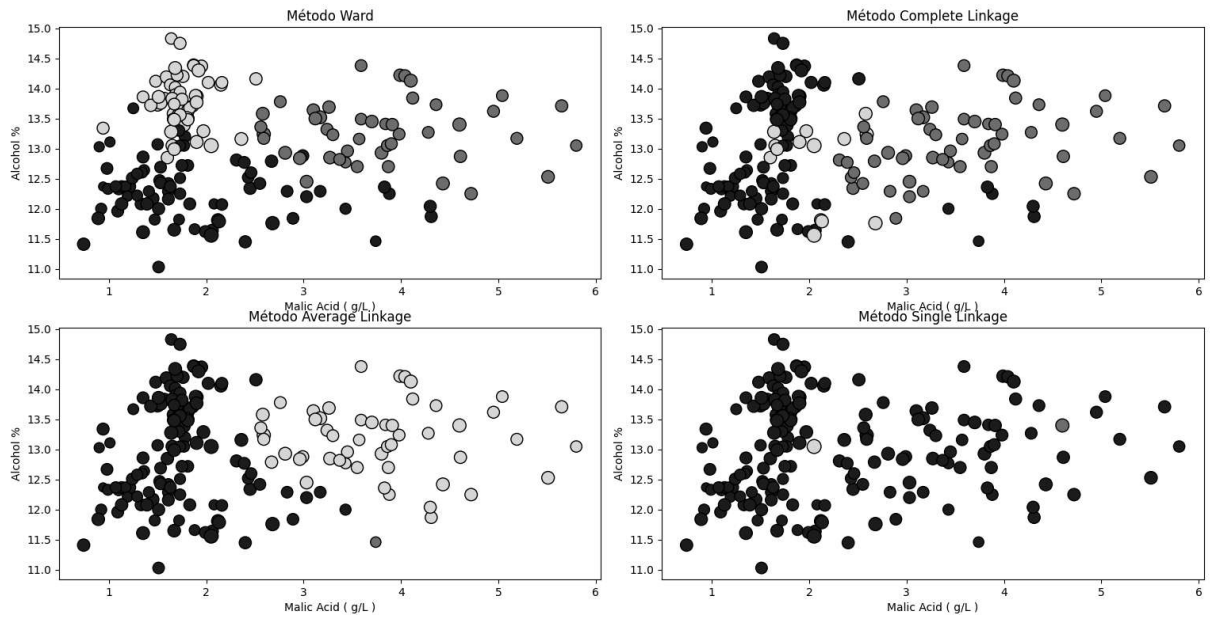 Método Ward
15.0
14.5
14.0
13.5
13.0
12.5
12.0
11.5
11.0
Alcohol %
1 2 3 4 5 6
Malic Acid ( g/L )
Método Complete Linkage
15.0
14.5
14.0
13.5
13.0
12.5
12.0
11.5
11.0
Alcohol %
1 2 3 4 5 6
Malic Acid ( g/L )
Método Average Linkage
15.0
14.5
14.0
13.5
13.0
12.5
12.0
11.5
11.0
Alcohol %
1 2 3 4 5 6
Malic Acid ( g/L )
Método Single Linkage
15.0
14.5
14.0
13.5
13.0
12.5
12.0
11.5
11.0
Alcohol %
1 2 3 4 5 6
Malic Acid ( g/L )